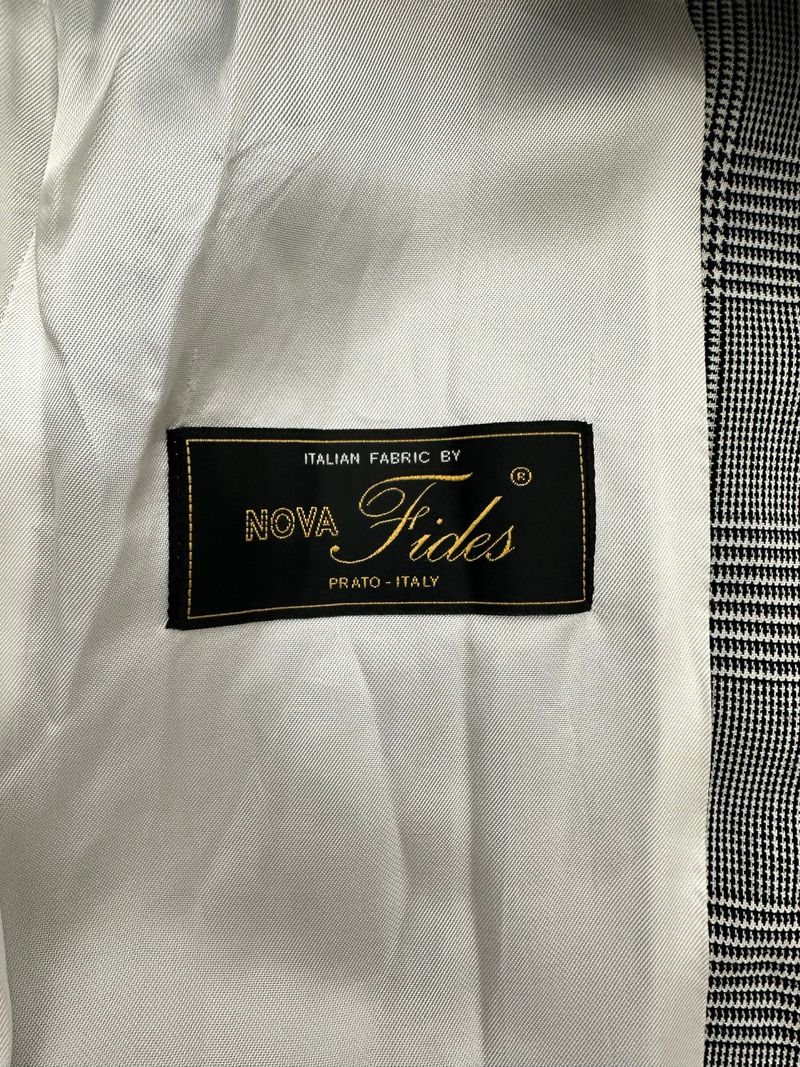 ITALIAN FABRIC BY
NOVA Fides ®
PRATO - ITALY